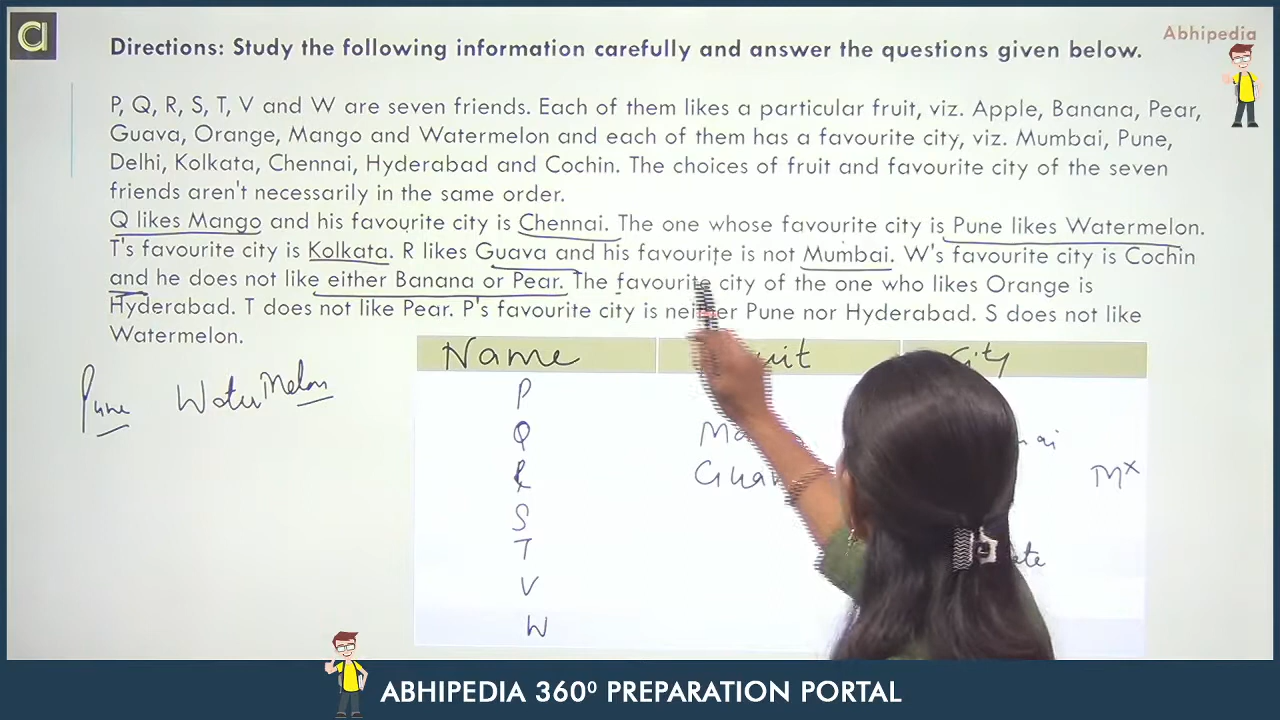 Abhipedia
Directions: Study the following information carefully and answer the questions given below.
P, Q, R, S, T, V and W are seven friends. Each of them likes a particular fruit, viz. Apple, Banana, Pear,
Guava, Orange, Mango and Watermelon and each of them has a favourite city, viz. Mumbai, Pune,
Delhi, Kolkata, Chennai, Hyderabad and Cochin. The choices of fruit and favourite city of the seven
friends aren't necessarily in the same order.
Q likes Mango and his favourite city is Chennai. The one whose favourite city is Pune likes Watermelon.
T's favourite city is Kolkata. R likes Guava and his favourite is not Mumbai. W's favourite city is Cochin
and he does not like either Banana or Pear. The favourite city of the one who likes Orange is
Hyderabad. T does not like Pear. P's favourite city is neither Pune nor Hyderabad. S does not like
Watermelon.
Name
P
Q
R M
S
T
V
W
Pune WaterMelon
ABHIPEDIA 360⁰ PREPARATION PORTAL